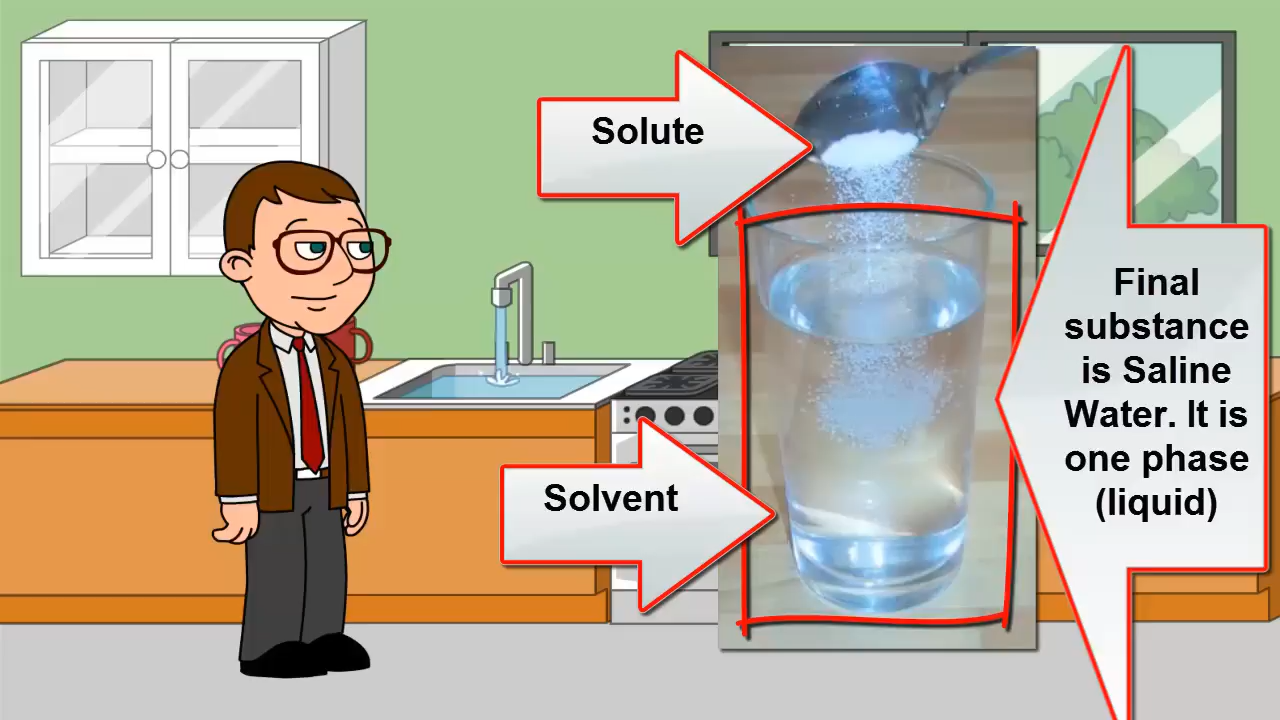 Solute
Solvent
Final
substance
is Saline
Water. It is
one phase
(liquid)